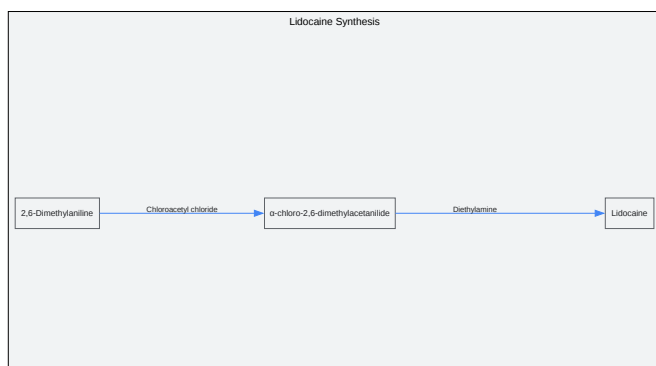 Lidocaine Synthesis
2,6-Dimethylaniline
Chloroacetyl chloride
α-chloro-2,6-dimethylacetanilide
Diethylamine
Lidocaine